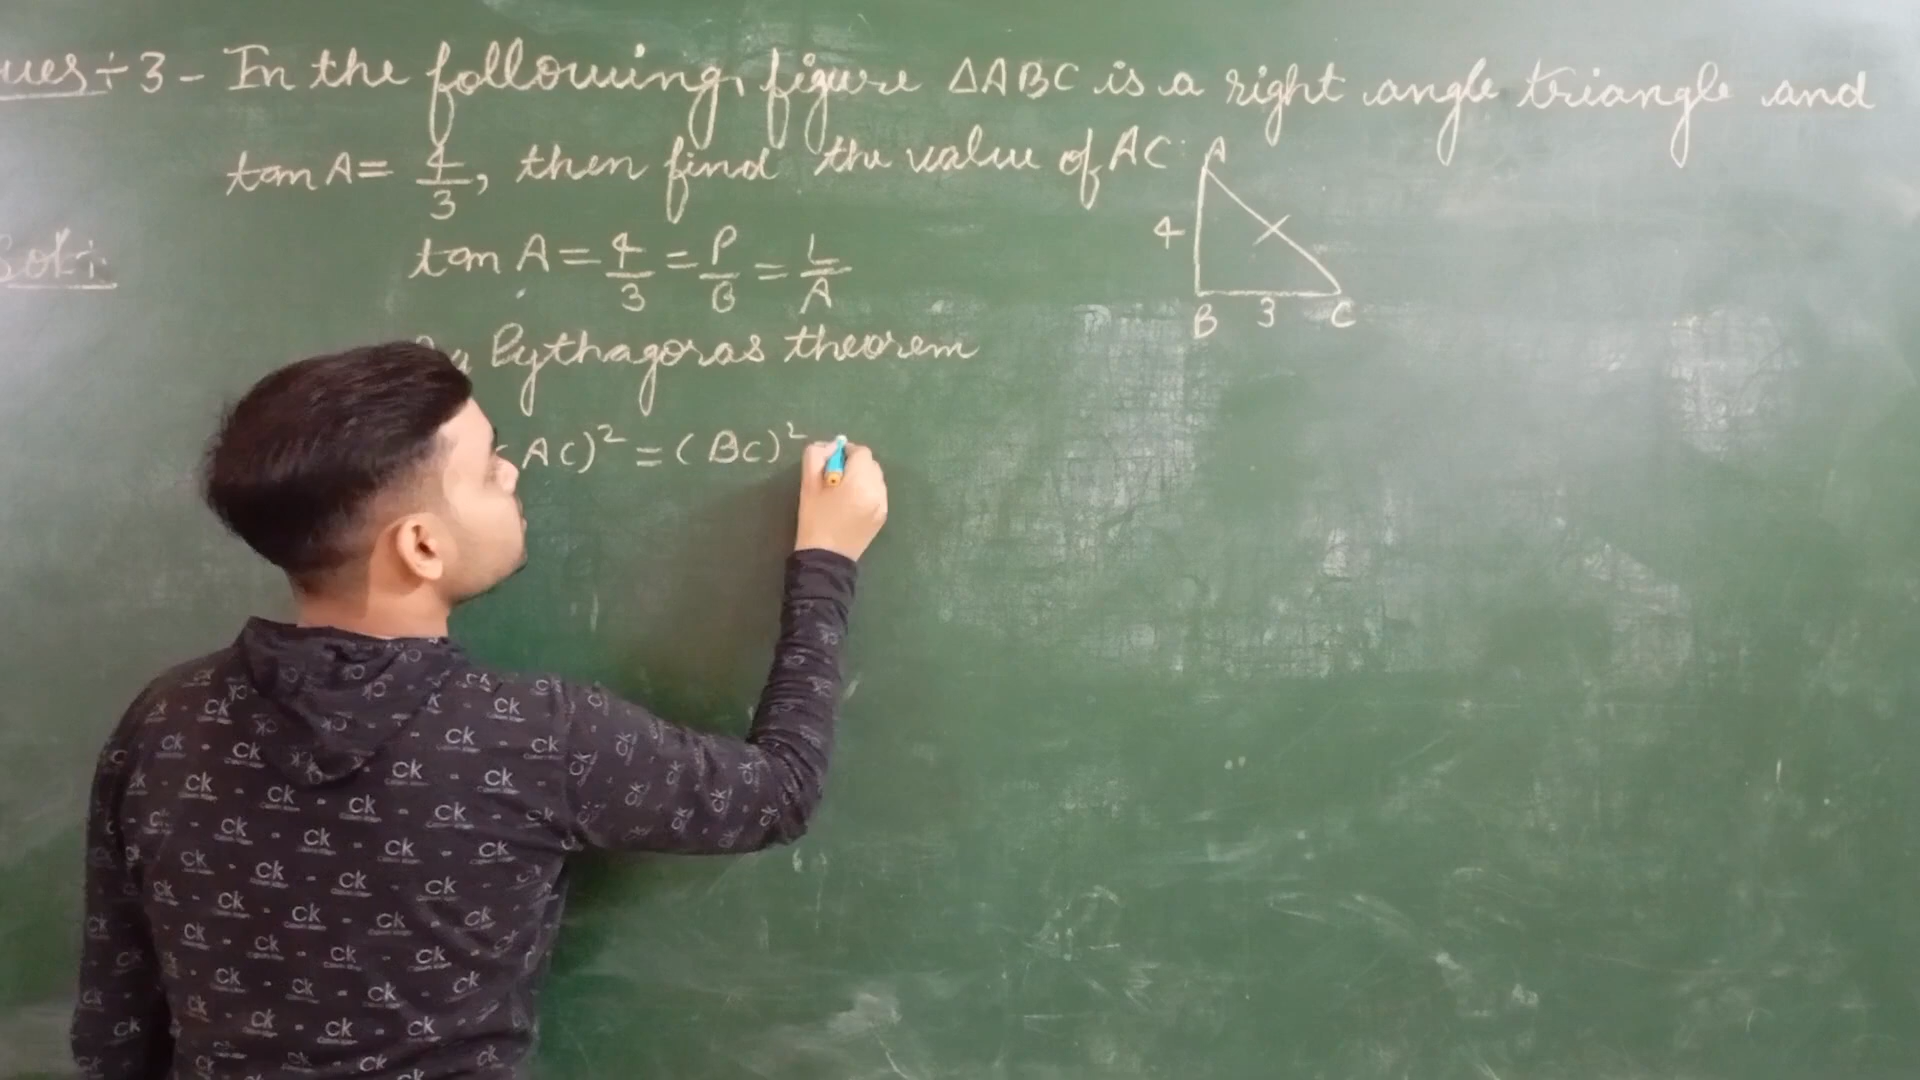 ues ÷ 3 - In the following figure ΔABC is a right angle triangle and
tan A = 4/3, then find the value of AC.
A
4
B 3 C
Sol ÷
tan A = 4/3 = P/B = L/A
By Pythagoras theorem
(AC)² = (BC)²
ck